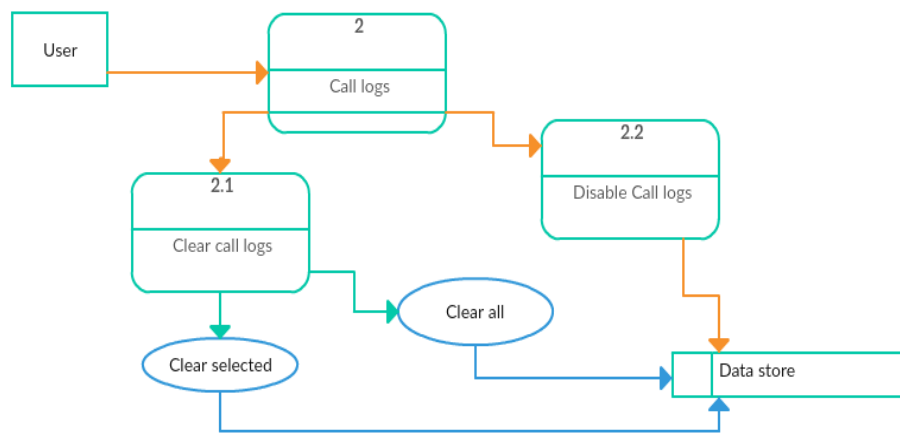 User
2
Call logs
2.2
Disable Call logs
2.1
Clear call logs
Clear all
Clear selected
Data store